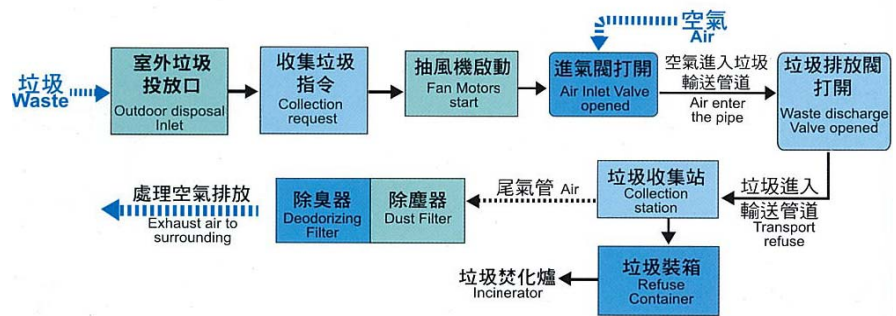 空氣
Air
垃圾
Waste
室外垃圾
投放口
Outdoor disposal
Inlet
收集垃圾
指令
Collection
request
抽風機啟動
Fan Motors
start
進氣閥打開
Air Inlet Valve
opened
空氣進入垃圾
輸送管道
Air enter
the pipe
垃圾排放閥
打開
Waste discharge
Valve opened
垃圾進入
輸送管道
Transport
refuse
垃圾收集站
Collection
station
尾氣管 Air
除塵器
Dust Filter
除臭器
Deodorizing
Filter
處理空氣排放
Exhaust air to
surrounding
垃圾裝箱
Refuse
Container
垃圾焚化爐
Incinerator